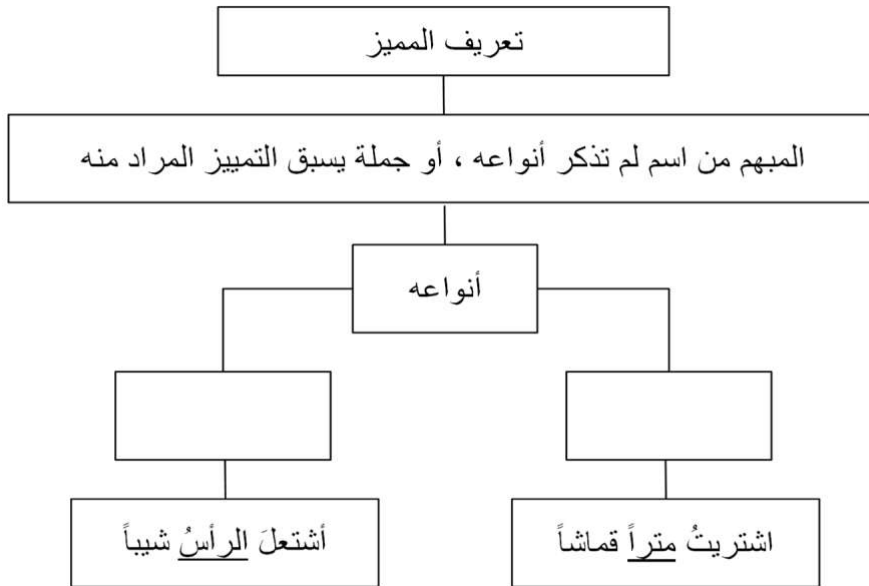 تعريف المميز
المبهم من اسم لم تذكر أنواعه ، أو جملة يسبق التمييز المراد منه
أنواعه
اشتريتُ متراً قماشاً
أشتعلَ الرأسُ شيباً